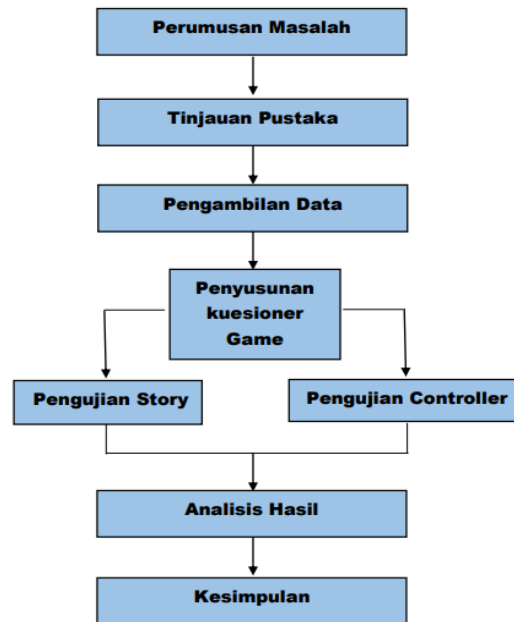 Perumusan Masalah
Tinjauan Pustaka
Pengambilan Data
Penyusunan
kuesioner
Game
Pengujian Story
Pengujian Controller
Analisis Hasil
Kesimpulan